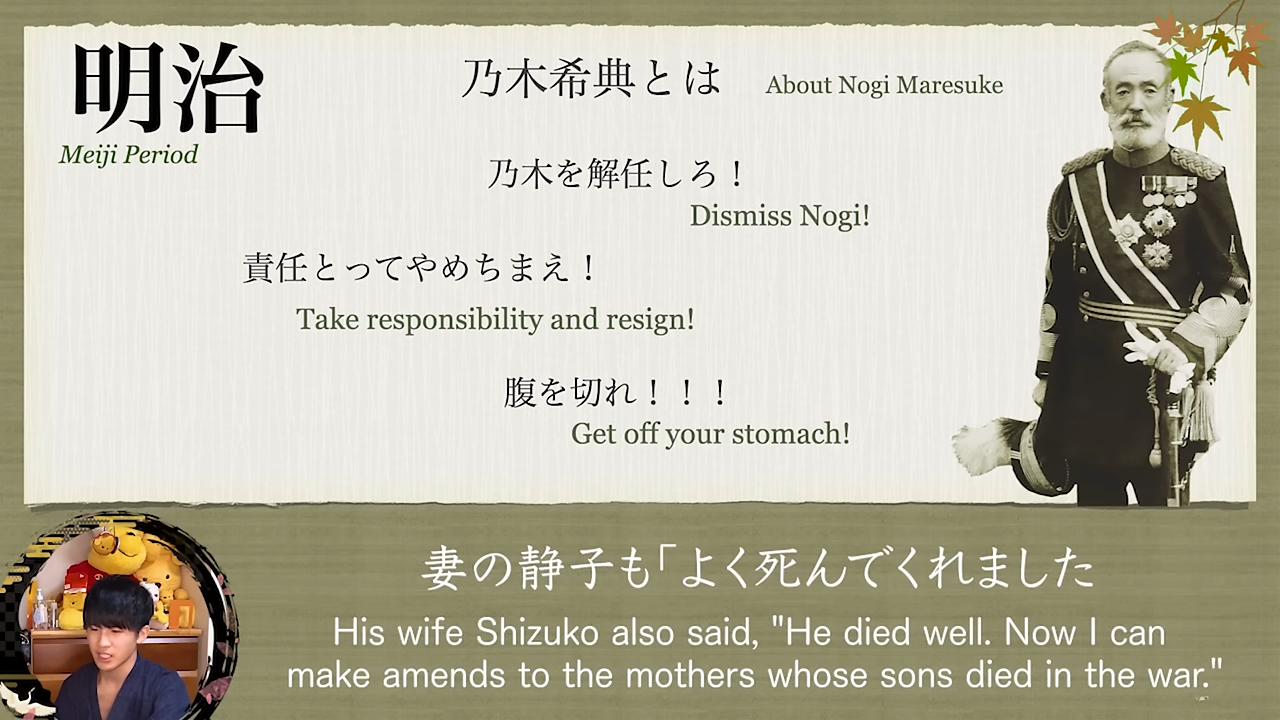 明治
Meiji Period
乃木希典とは
About Nogi Maresuke
乃木を解任しろ！
Dismiss Nogi!
責任とってやめちまえ！
Take responsibility and resign!
腹を切れ！！！
Get off your stomach!
妻の静子も「よく死んでくれました
His wife Shizuko also said, "He died well. Now I can
make amends to the mothers whose sons died in the war."